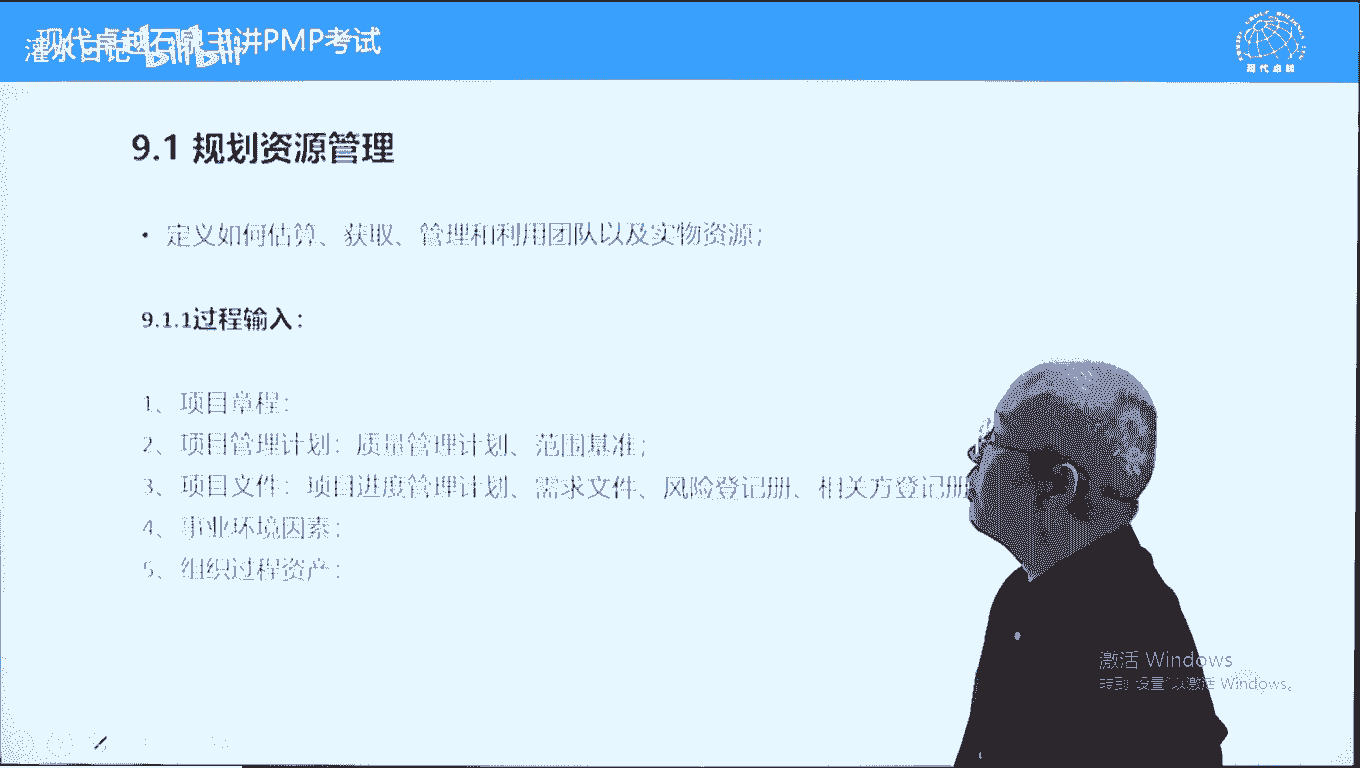 现代卓越石鼎主讲PMP考试
灌水日记 bilibili
现代卓越
9.1 规划资源管理
• 定义如何估算、获取、管理和利用团队以及实物资源；
9.1.1过程输入：
1、项目章程：
2、项目管理计划：质量管理计划、范围基准；
3、项目文件：项目进度管理计划、需求文件、风险登记册、相关方登记册
4、事业环境因素：
5、组织过程资产：
激活 Windows
转到"设置"以激活 Windows。